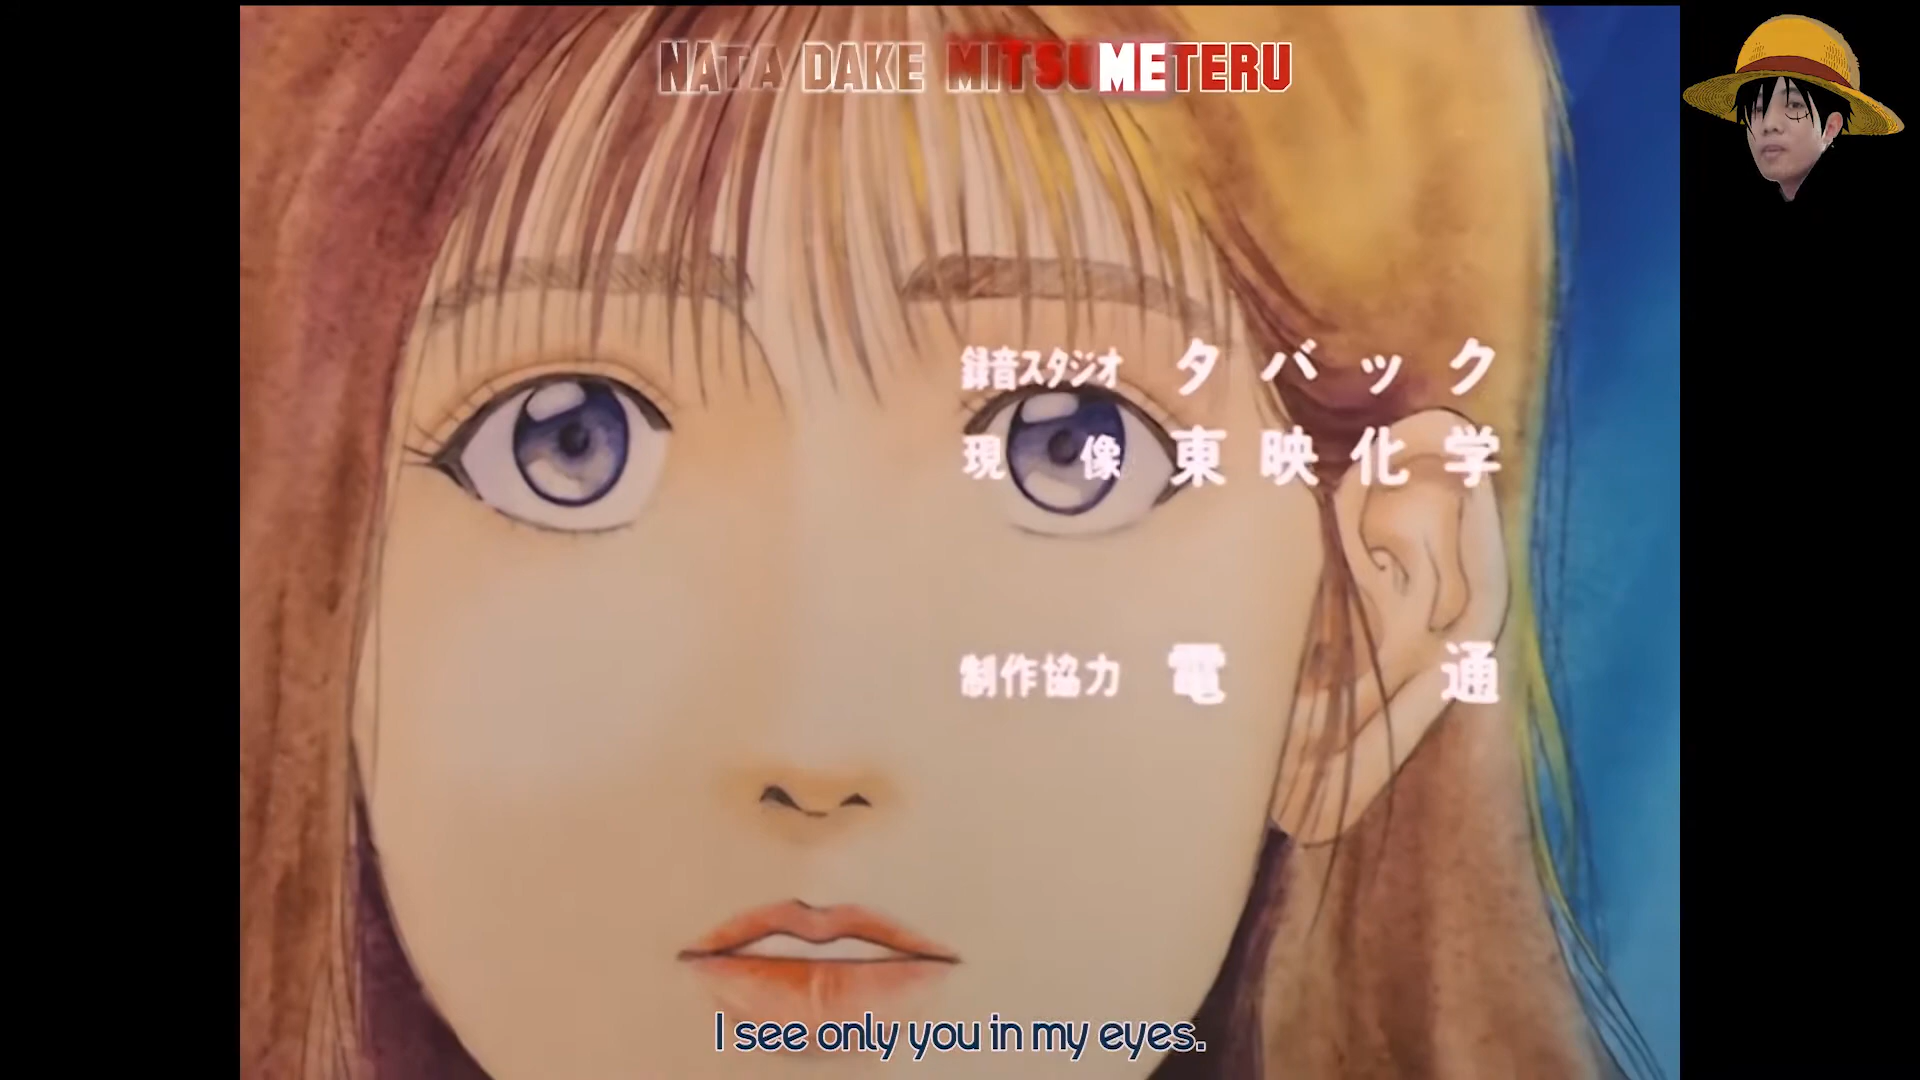 NATA DAKE MITSUMETERU
録音スタジオ タバック
現像 東映化学
制作協力 電通
I see only you in my eyes.